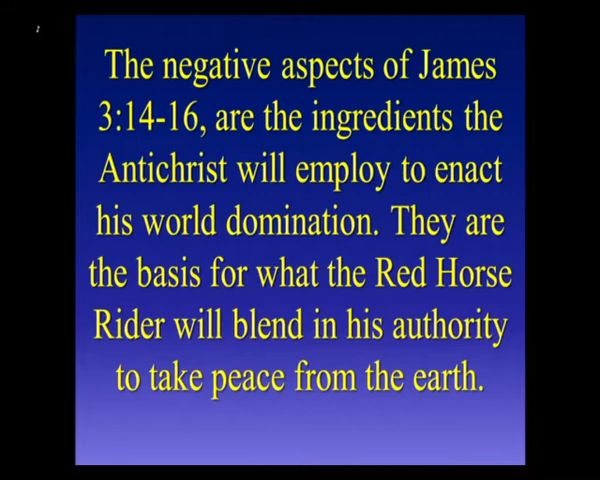 The negative aspects of James
3:14-16, are the ingredients the
Antichrist will employ to enact
his world domination. They are
the basis for what the Red Horse
Rider will blend in his authority
to take peace from the earth.